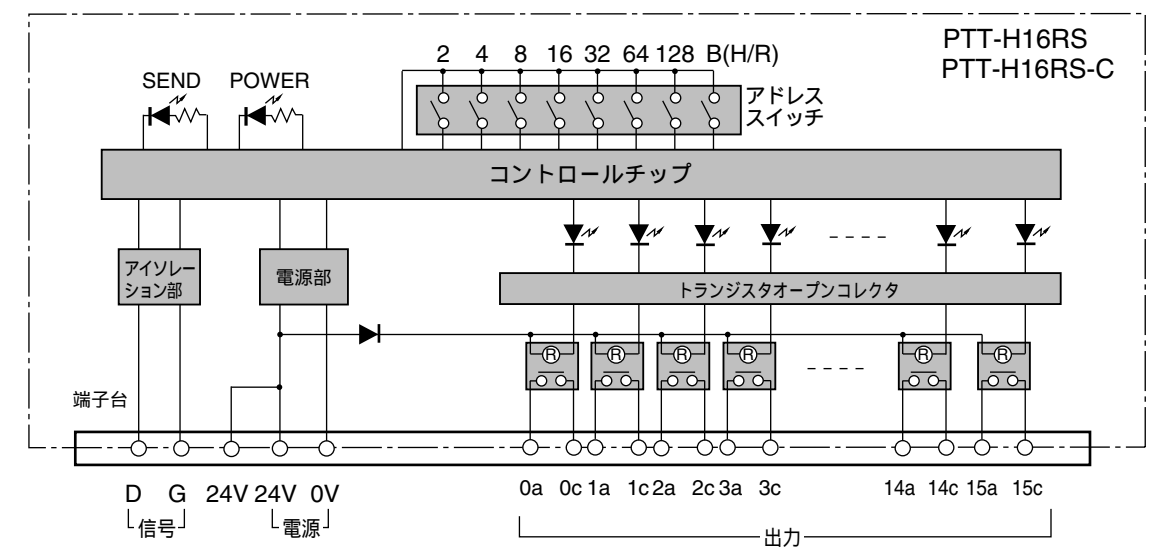 PTT-H16RS
PTT-H16RS-C
2 4 8 16 32 64 128 B(H/R)
SEND POWER
アドレス
スイッチ
コントロールチップ
アイソレー
ション部
電源部
トランジスタオープンコレクタ
R R R R R R
端子台
D G 24V 24V 0V 0a 0c 1a 1c 2a 2c 3a 3c 14a 14c 15a 15c
信号 電源 出力